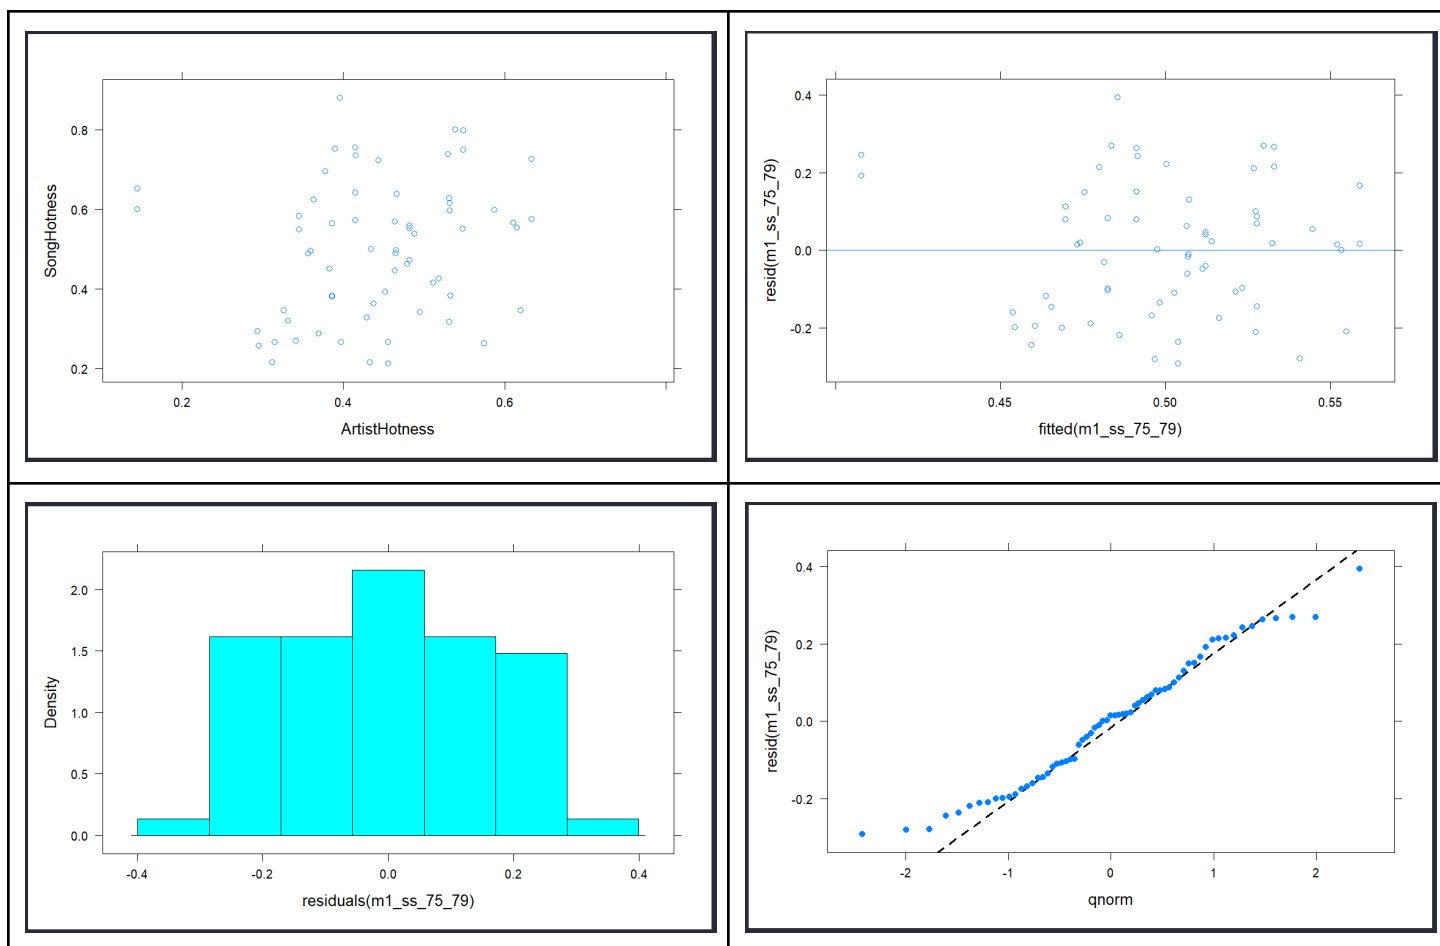 0.8
0.6
0.4
0.2
SongHotness
0.2 0.4 0.6
ArtistHotness
0.4
0.2
0.0
-0.2
resid(m1_ss_75_79)
0.45 0.50 0.55
fitted(m1_ss_75_79)
2.0
1.5
1.0
0.5
0.0
Density
-0.4 -0.2 0.0 0.2 0.4
residuals(m1_ss_75_79)
0.4
0.2
0.0
-0.2
resid(m1_ss_75_79)
-2 -1 0 1 2
qnorm